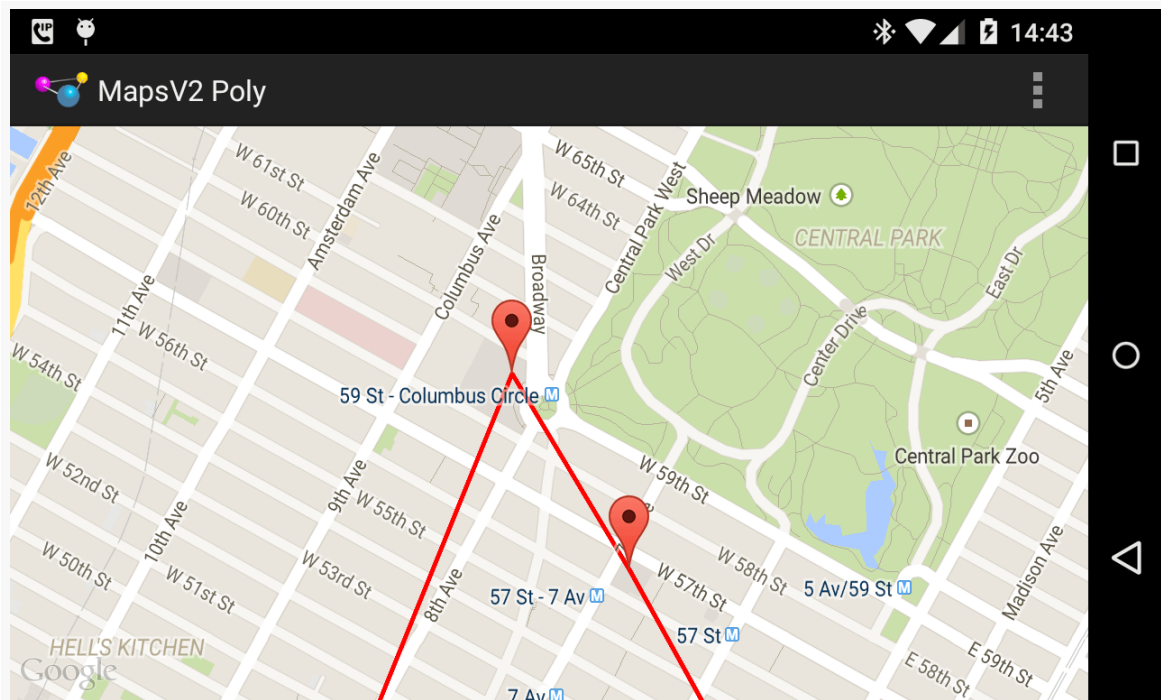 14:43
MapsV2 Poly
12th Ave
W 61st St
W 60th St
Amsterdam Ave
Columbus Ave
Broadway
W 65th St
W 64th St
Central Park West
Sheep Meadow
CENTRAL PARK
West Dr
East Dr
Center Drive
11th Ave
W 56th St
W 54th St
59 St - Columbus Circle M
5th Ave
Central Park Zoo
W 59th St
W 52nd St
9th Ave
W 55th St
10th Ave
W 50th St
W 51st St
W 53rd St
8th Ave
57 St - 7 Av M
W 57th St
W 58th St
5 Av/59 St M
Madison Ave
57 St M
HELL'S KITCHEN
Google
E 58th St
E 59th St
7 Av M